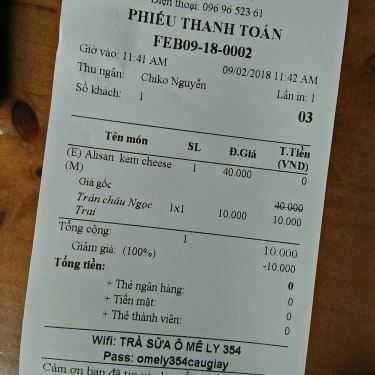 Điện thoại: 096 96 523 61
PHIẾU THANH TOÁN
FEB09-18-0002
Giờ vào: 11:41 AM 09/02/2018 11:42 AM
Thu ngân: Chiko Nguyễn Lần in: 1
Số khách: 1 03
Tên món SL Đ.Giá T.Tiền
(VND)
(E) Alisan kem cheese 1 40.000 0
(M)
Giá gốc 40.000
Trân châu Ngọc 1x1 10.000 10.000
Trai
Tổng cộng: 1 10.000
Giảm giá: (100%) -10.000
Tổng tiền: 0
+ Thẻ ngân hàng: 0
+ Tiền mặt: 0
+ Thẻ thành viên: 0
Wifi: TRÀ SỮA Ô MÊ LY 354
Pass: omely354caugiay
Cảm ơn bạn đã